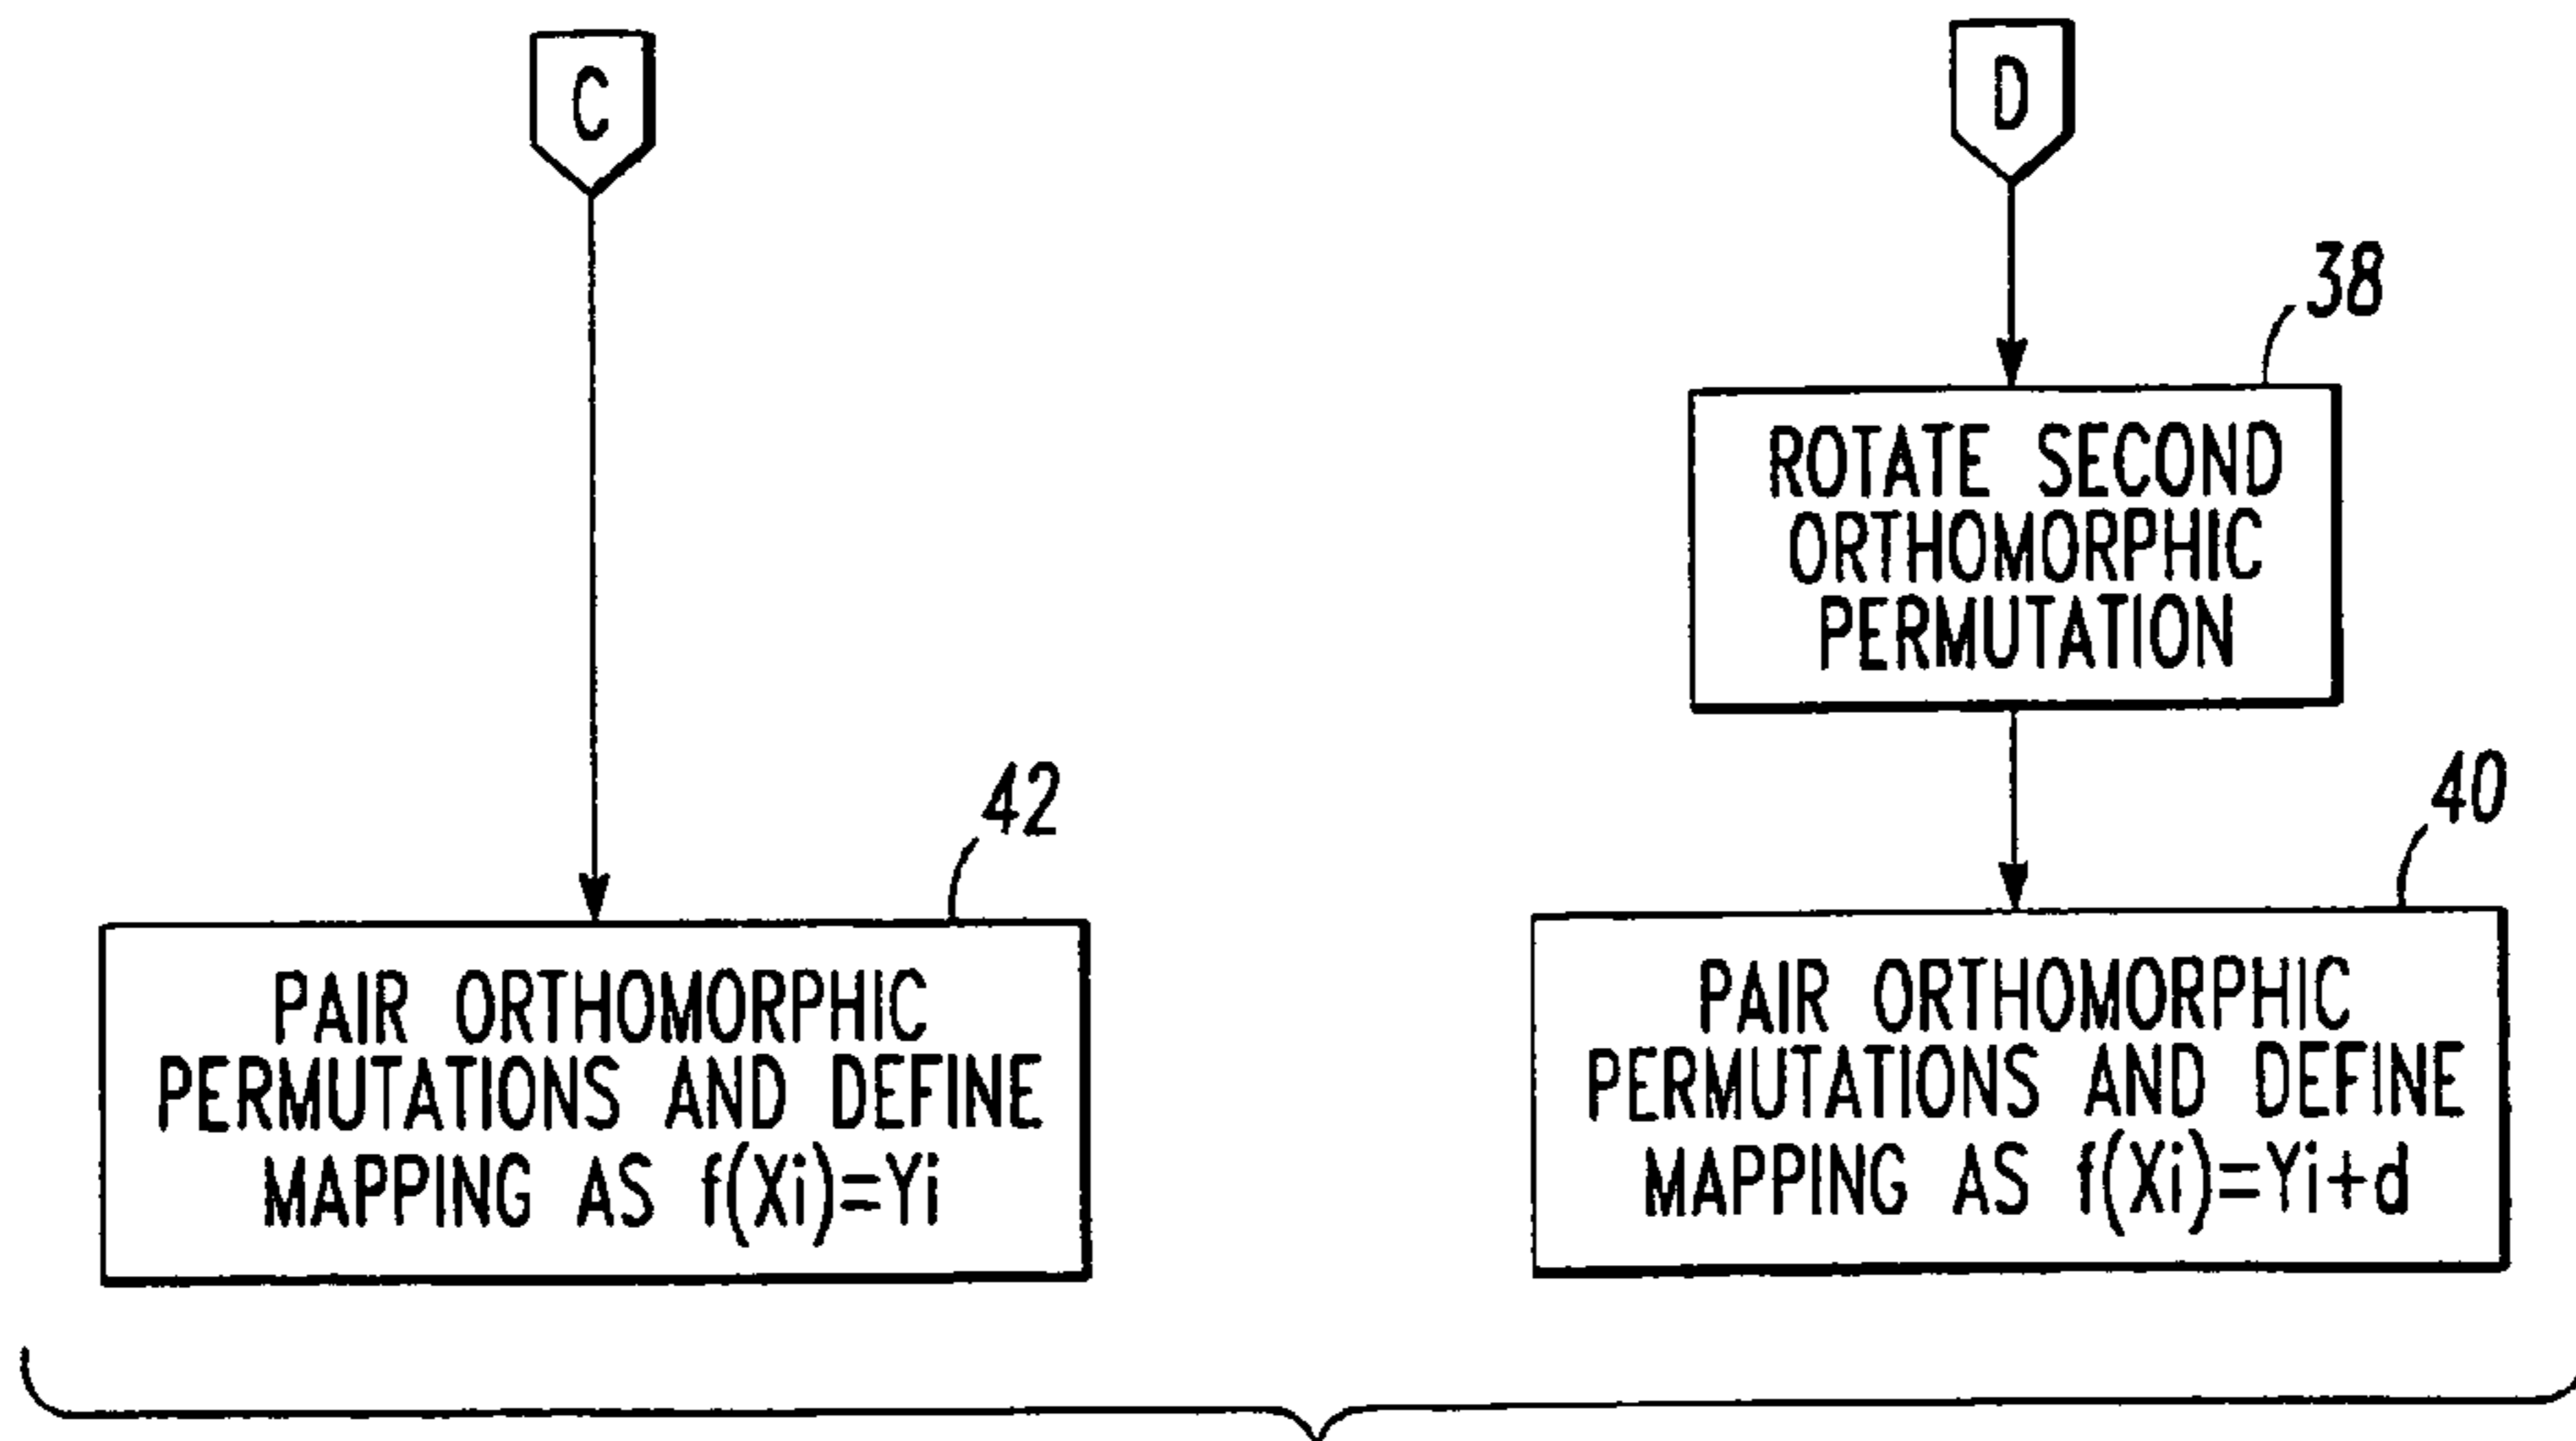 C
42
PAIR ORTHOMORPHIC
PERMUTATIONS AND DEFINE
MAPPING AS f(Xi)=Yi
D
38
ROTATE SECOND
ORTHOMORPHIC
PERMUTATION
40
PAIR ORTHOMORPHIC
PERMUTATIONS AND DEFINE
MAPPING AS f(Xi)=Yi+d